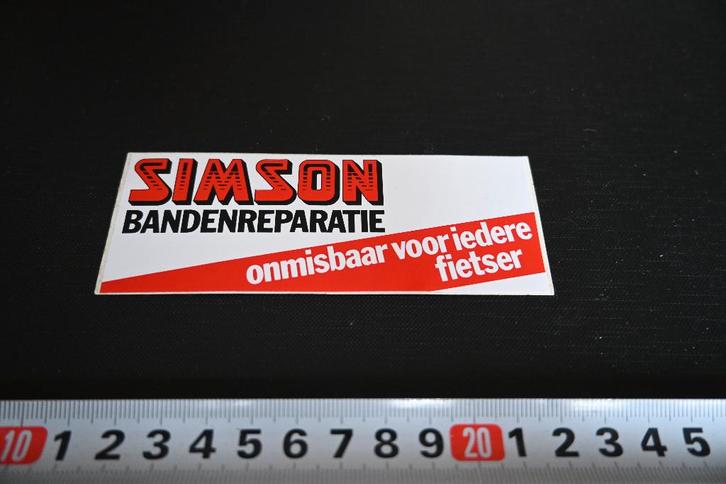 SIMSON
BANDENREPARATIE
onmisbaar voor iedere
fietser
10 1 2 3 4 5 6 7 8 9 20 1 2 3 4 5